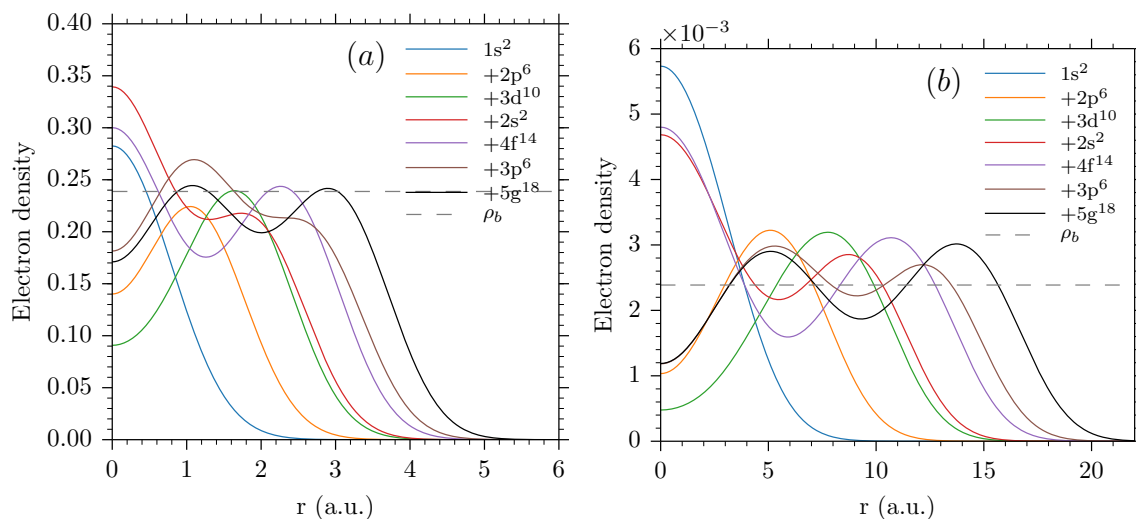 (a)
Electron density
0.40
0.35
0.30
0.25
0.20
0.15
0.10
0.05
0.00
0 1 2 3 4 5 6
r (a.u.)
1s²
+2p⁶
+3d¹⁰
+2s²
+4f¹⁴
+3p⁶
+5g¹⁸
ρ_b
×10⁻³
(b)
Electron density
6
5
4
3
2
1
0
0 5 10 15 20
r (a.u.)
1s²
+2p⁶
+3d¹⁰
+2s²
+4f¹⁴
+3p⁶
+5g¹⁸
ρ_b